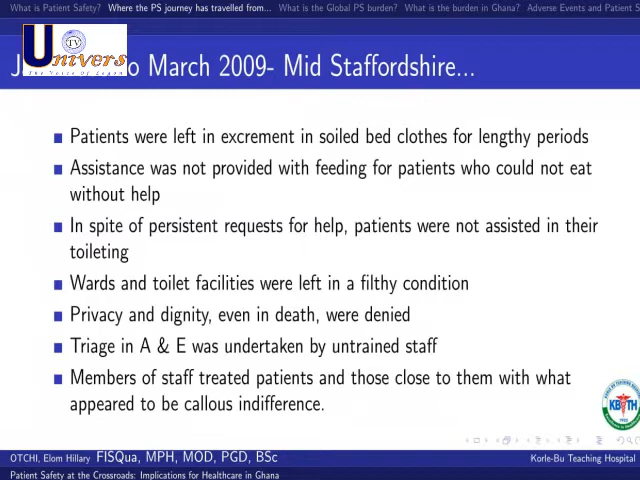 What is Patient Safety? Where the PS journey has travelled from... What is the Global PS burden? What is the burden in Ghana? Adverse Events and Patient S
Univers
The Voice of Legon
TV
J o March 2009- Mid Staffordshire...
Patients were left in excrement in soiled bed clothes for lengthy periods
Assistance was not provided with feeding for patients who could not eat
without help
In spite of persistent requests for help, patients were not assisted in their
toileting
Wards and toilet facilities were left in a filthy condition
Privacy and dignity, even in death, were denied
Triage in A & E was undertaken by untrained staff
Members of staff treated patients and those close to them with what
appeared to be callous indifference.
KBTH
OTCHI, Elom Hillary FISQua, MPH, MOD, PGD, BSc Korle-Bu Teaching Hospital
Patient Safety at the Crossroads: Implications for Healthcare in Ghana